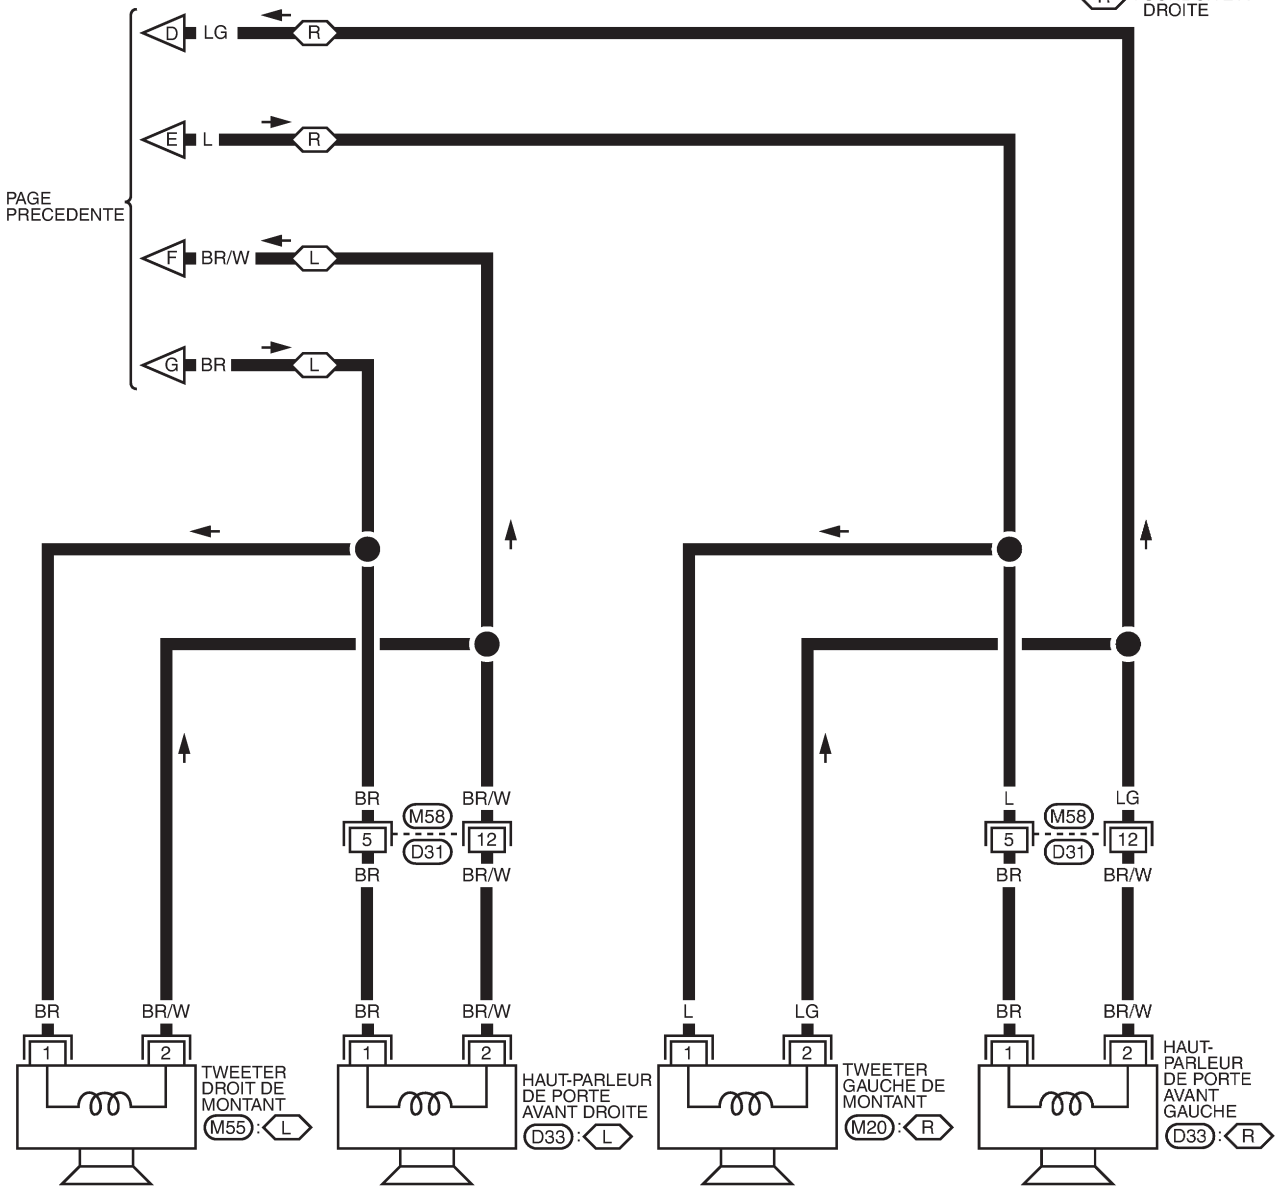 DROITE
D LG R
E L R
PAGE
PRECEDENTE
F BR/W L
G BR L
BR M58 BR/W
5 12
D31
BR BR/W
L M58 LG
5 12
D31
BR BR/W
BR BR/W
1 2
TWEETER
DROIT DE
MONTANT
M55 : L
BR BR/W
1 2
HAUT-PARLEUR
DE PORTE
AVANT DROITE
D33 : L
L LG
1 2
TWEETER
GAUCHE DE
MONTANT
M20 : R
BR BR/W
1 2
HAUT-
PARLEUR
DE PORTE
AVANT
GAUCHE
D33 : R